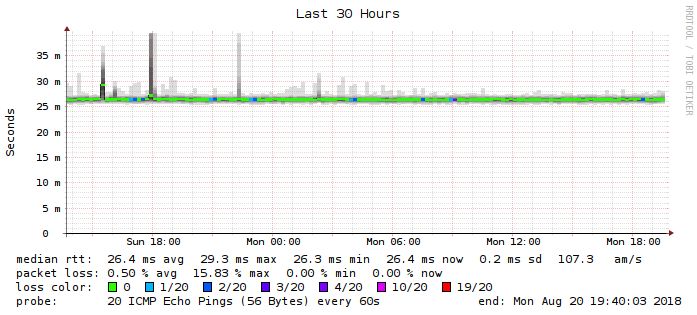 Last 30 Hours
RRDTOOL / TOBI OETIKER
Seconds
35 m
30 m
25 m
20 m
15 m
10 m
5 m
0
Sun 18:00 Mon 00:00 Mon 06:00 Mon 12:00 Mon 18:00
median rtt: 26.4 ms avg 29.3 ms max 26.3 ms min 26.4 ms now 0.2 ms sd 107.3 am/s
packet loss: 0.50 % avg 15.83 % max 0.00 % min 0.00 % now
loss color: 0 1/20 2/20 3/20 4/20 10/20 19/20
probe: 20 ICMP Echo Pings (56 Bytes) every 60s end: Mon Aug 20 19:40:03 2018